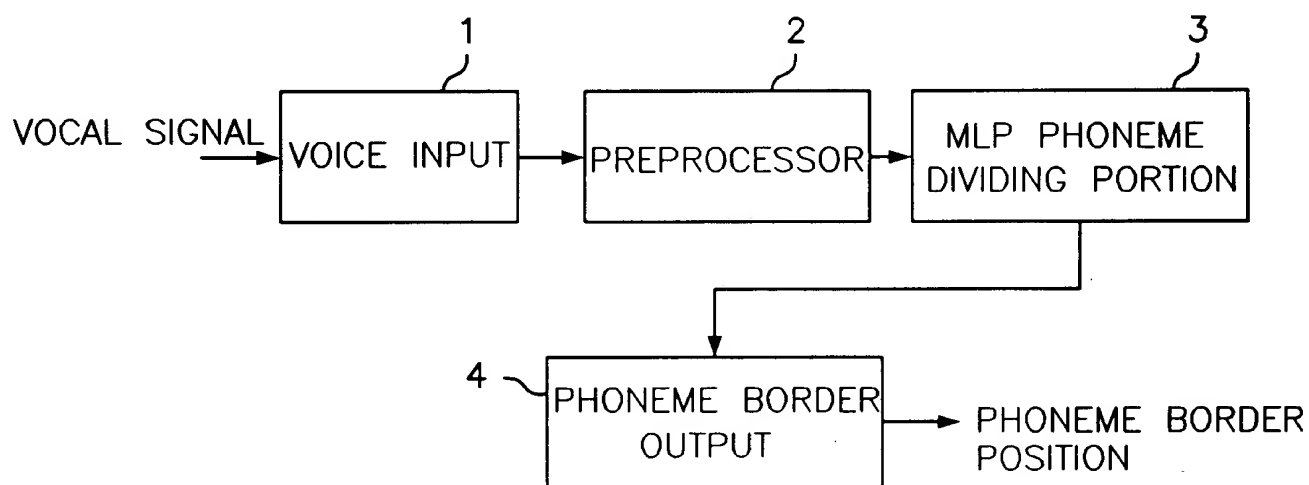 1
2
3
VOCAL SIGNAL
VOICE INPUT
PREPROCESSOR
MLP PHONEME
DIVIDING PORTION
4
PHONEME BORDER
OUTPUT
PHONEME BORDER
POSITION